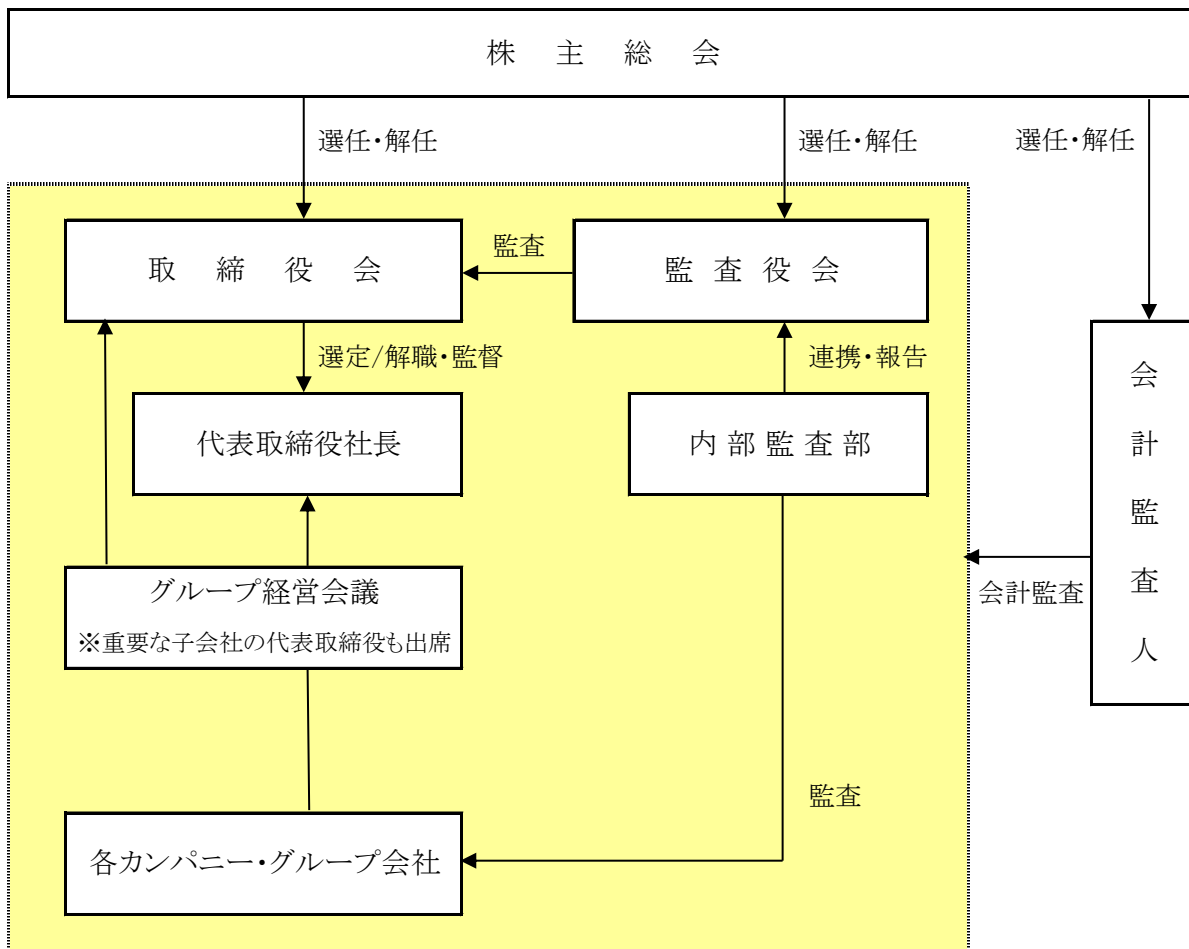 株主総会
選任・解任
選任・解任
選任・解任
取締役会
監査
監査役会
選定/解職・監督
連携・報告
代表取締役社長
内部監査部
会計監査人
グループ経営会議
※重要な子会社の代表取締役も出席
会計監査
監査
各カンパニー・グループ会社